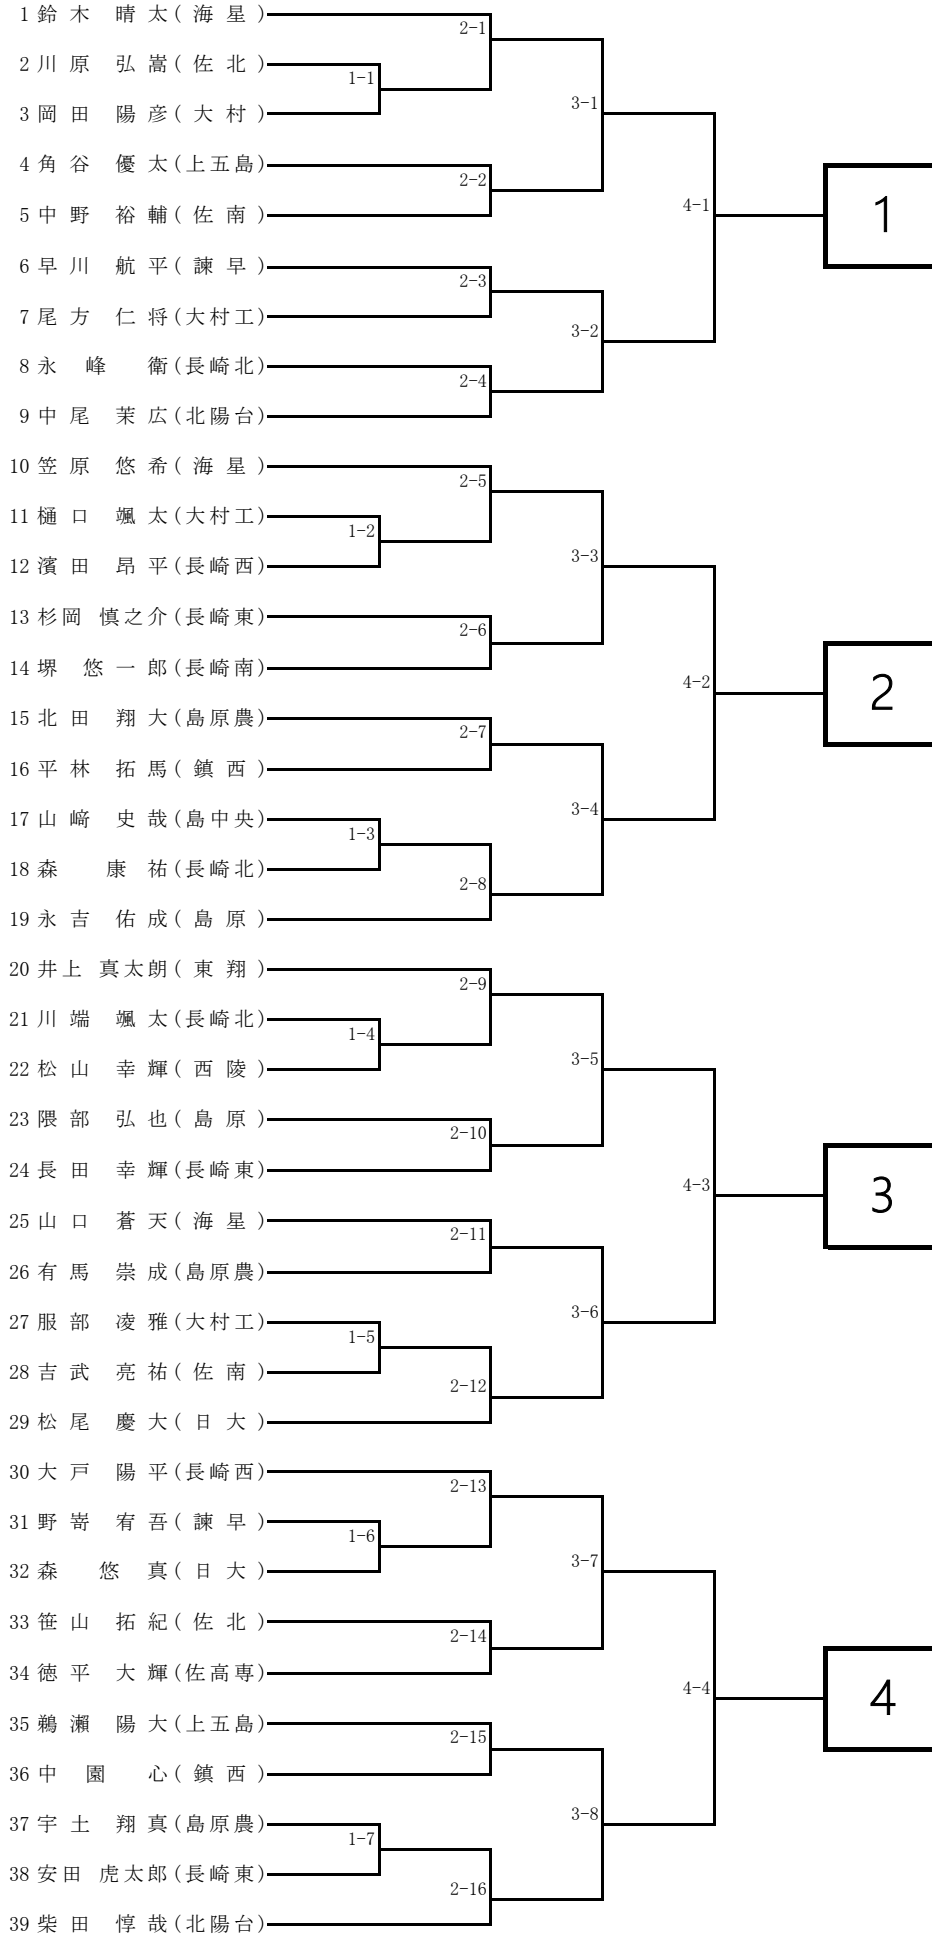 1 鈴木 晴太(海星)
2-1
2 川原 弘嵩(佐北)
1-1
3 岡田 陽彦(大村)
3-1
4 角谷 優太(上五島)
2-2
5 中野 裕輔(佐南)
4-1
1
6 早川 航平(諫早)
2-3
7 尾方 仁将(大村工)
3-2
8 永峰 衛(長崎北)
2-4
9 中尾 茉広(北陽台)
10 笠原 悠希(海星)
2-5
11 樋口 颯太(大村工)
1-2
12 濱田 昂平(長崎西)
3-3
13 杉岡 慎之介(長崎東)
2-6
14 堺 悠一郎(長崎南)
4-2
2
15 北田 翔大(島原農)
2-7
16 平林 拓馬(鎮西)
3-4
17 山﨑 史哉(島中央)
1-3
18 森 康祐(長崎北)
2-8
19 永吉 佑成(島原)
20 井上 真太朗(東翔)
2-9
21 川端 颯太(長崎北)
1-4
22 松山 幸輝(西陵)
3-5
23 隈部 弘也(島原)
2-10
24 長田 幸輝(長崎東)
4-3
3
25 山口 蒼天(海星)
2-11
26 有馬 崇成(島原農)
3-6
27 服部 凌雅(大村工)
1-5
28 吉武 亮祐(佐南)
2-12
29 松尾 慶大(日大)
30 大戸 陽平(長崎西)
2-13
31 野嵜 宥吾(諫早)
1-6
32 森 悠真(日大)
3-7
33 笹山 拓紀(佐北)
2-14
34 徳平 大輝(佐高専)
4-4
4
35 鵜瀬 陽大(上五島)
2-15
36 中園 心(鎮西)
3-8
37 宇土 翔真(島原農)
1-7
38 安田 虎太郎(長崎東)
2-16
39 柴田 惇哉(北陽台)